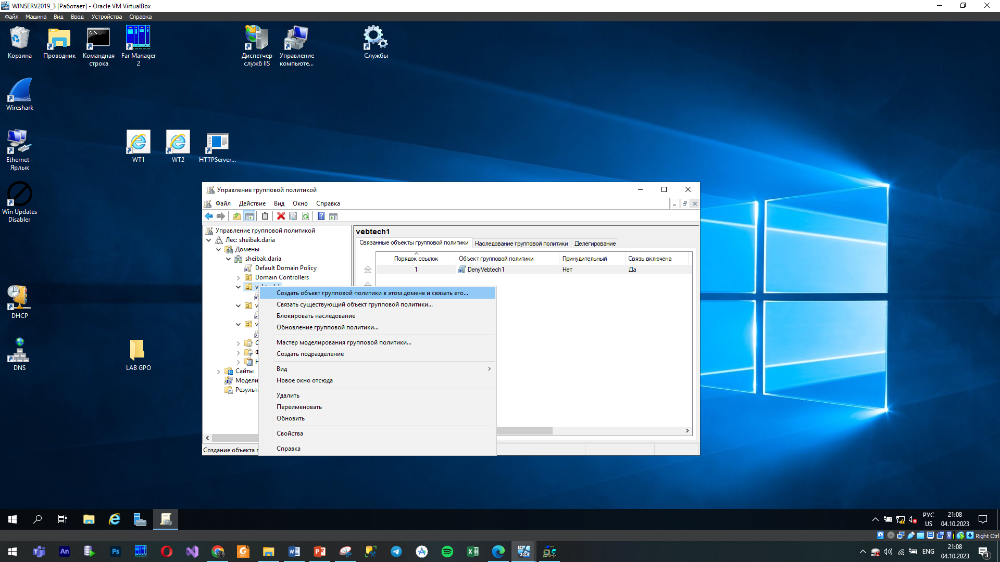 WINSERV2019_3 [Работает] - Oracle VM VirtualBox
Файл Машина Вид Ввод Устройства Справка
Корзина
Проводник
Командная
строка
Far Manager
2
Диспетчер
служб IIS
Управление
компьюте...
Службы
Wireshark
Ethernet -
Ярлык
WT1
WT2
HTTPServer...
Win Updates
Disabler
DHCP
DNS
LAB GPO
Управление групповой политикой
Файл Действие Вид Окно Справка
Управление групповой политикой
Лес: sheibak.daria
Домены
sheibak.daria
Default Domain Policy
Domain Controllers
Сайты
Модели
Результа
Создание объекта г
vebtech1
Связанные объекты групповой политики
Наследование групповой политики
Делегирование
Порядок ссылок
Объект групповой политики
Принудительный
Связь включена
1
DenyVebtech1
Нет
Да
Создать объект групповой политики в этом домене и связать его...
Связать существующий объект групповой политики...
Блокировать наследование
Обновление групповой политики...
Мастер моделирования групповой политики...
Создать подразделение
Вид
Новое окно отсюда
Удалить
Переименовать
Обновить
Свойства
Справка
РУС
US
21:08
04.10.2023
Right Ctrl
An
Ps
PDF
2019
ENG
21:08
04.10.2023
3